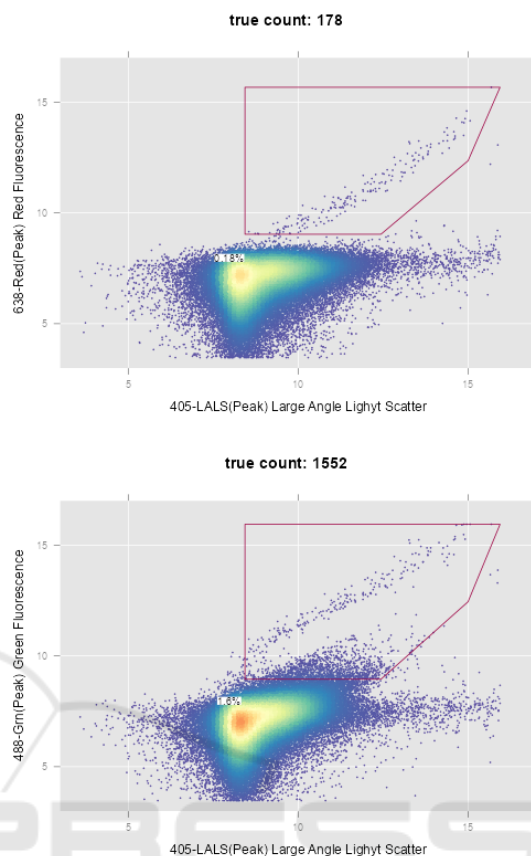 true count: 178
15
10
5
0.18%
638-Red(Peak) Red Fluorescence
5 10 15
405-LALS(Peak) Large Angle Lighyt Scatter
true count: 1552
15
10
5
1.6%
488-Grn(Peak) Green Fluorescence
5 10 15
405-LALS(Peak) Large Angle Lighyt Scatter
PRESS